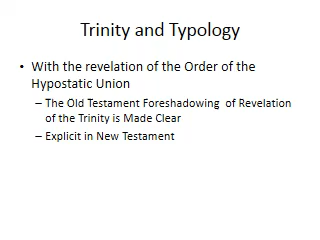 Trinity and Typology
• With the revelation of the Order of the
Hypostatic Union
– The Old Testament Foreshadowing of Revelation
of the Trinity is Made Clear
– Explicit in New Testament